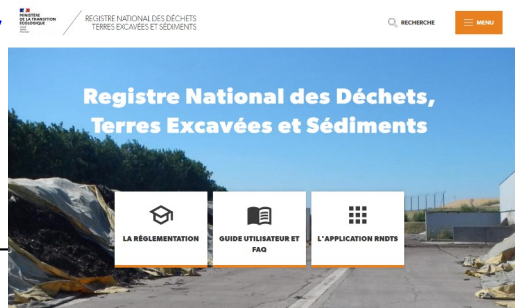 MINISTÈRE
DE LA TRANSITION
ÉCOLOGIQUE
REGISTRE NATIONAL DES DÉCHETS
TERRES EXCAVÉES ET SÉDIMENTS
RECHERCHE
MENU
Registre National des Déchets,
Terres Excavées et Sédiments
LA RÉGLEMENTATION
GUIDE UTILISATEUR ET
FAQ
L'APPLICATION RNDTS